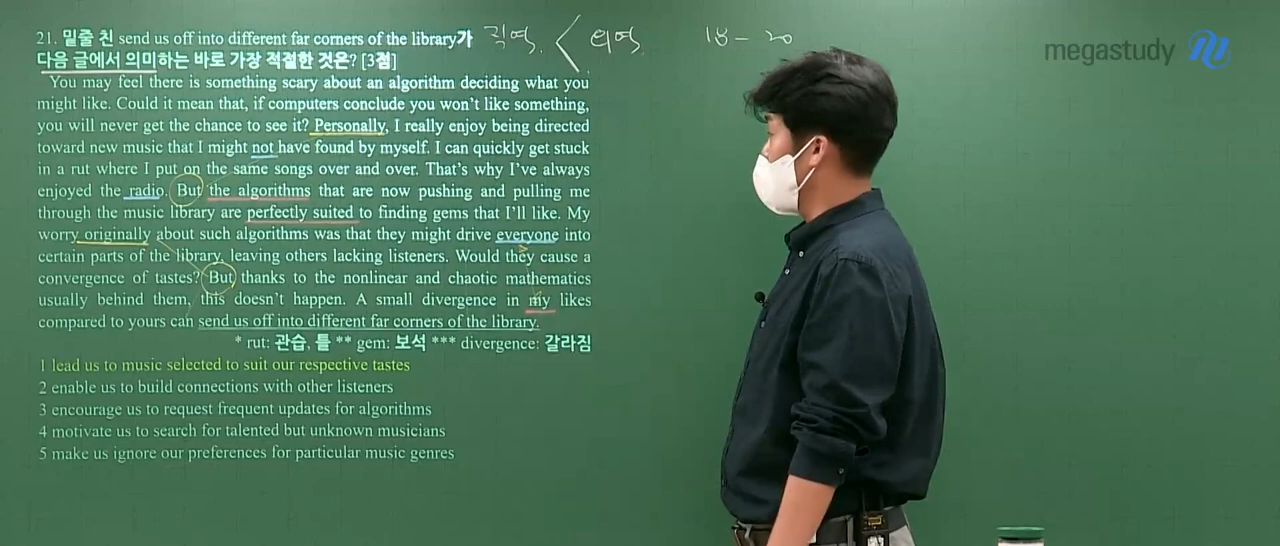 21. 밑줄 친 send us off into different far corners of the library가 직역 < 의역 18 - 20
다음 글에서 의미하는 바로 가장 적절한 것은? [3점]
megastudy
You may feel there is something scary about an algorithm deciding what you
might like. Could it mean that, if computers conclude you won't like something,
you will never get the chance to see it? Personally, I really enjoy being directed
toward new music that I might not have found by myself. I can quickly get stuck
in a rut where I put on the same songs over and over. That's why I've always
enjoyed the radio. But the algorithms that are now pushing and pulling me
through the music library are perfectly suited to finding gems that I'll like. My
worry originally about such algorithms was that they might drive everyone into
certain parts of the library, leaving others lacking listeners. Would they cause a
convergence of tastes? But thanks to the nonlinear and chaotic mathematics
usually behind them, this doesn't happen. A small divergence in my likes
compared to yours can send us off into different far corners of the library.
* rut: 관습, 틀 ** gem: 보석 *** divergence: 갈라짐
1 lead us to music selected to suit our respective tastes
2 enable us to build connections with other listeners
3 encourage us to request frequent updates for algorithms
4 motivate us to search for talented but unknown musicians
5 make us ignore our preferences for particular music genres